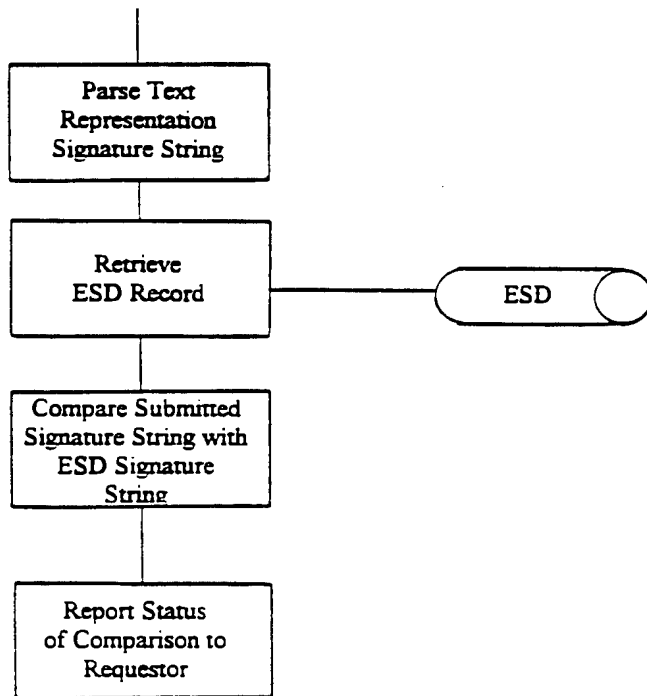 Parse Text
Representation
Signature String
Retrieve
ESD Record
ESD
Compare Submitted
Signature String with
ESD Signature
String
Report Status
of Comparison to
Requestor